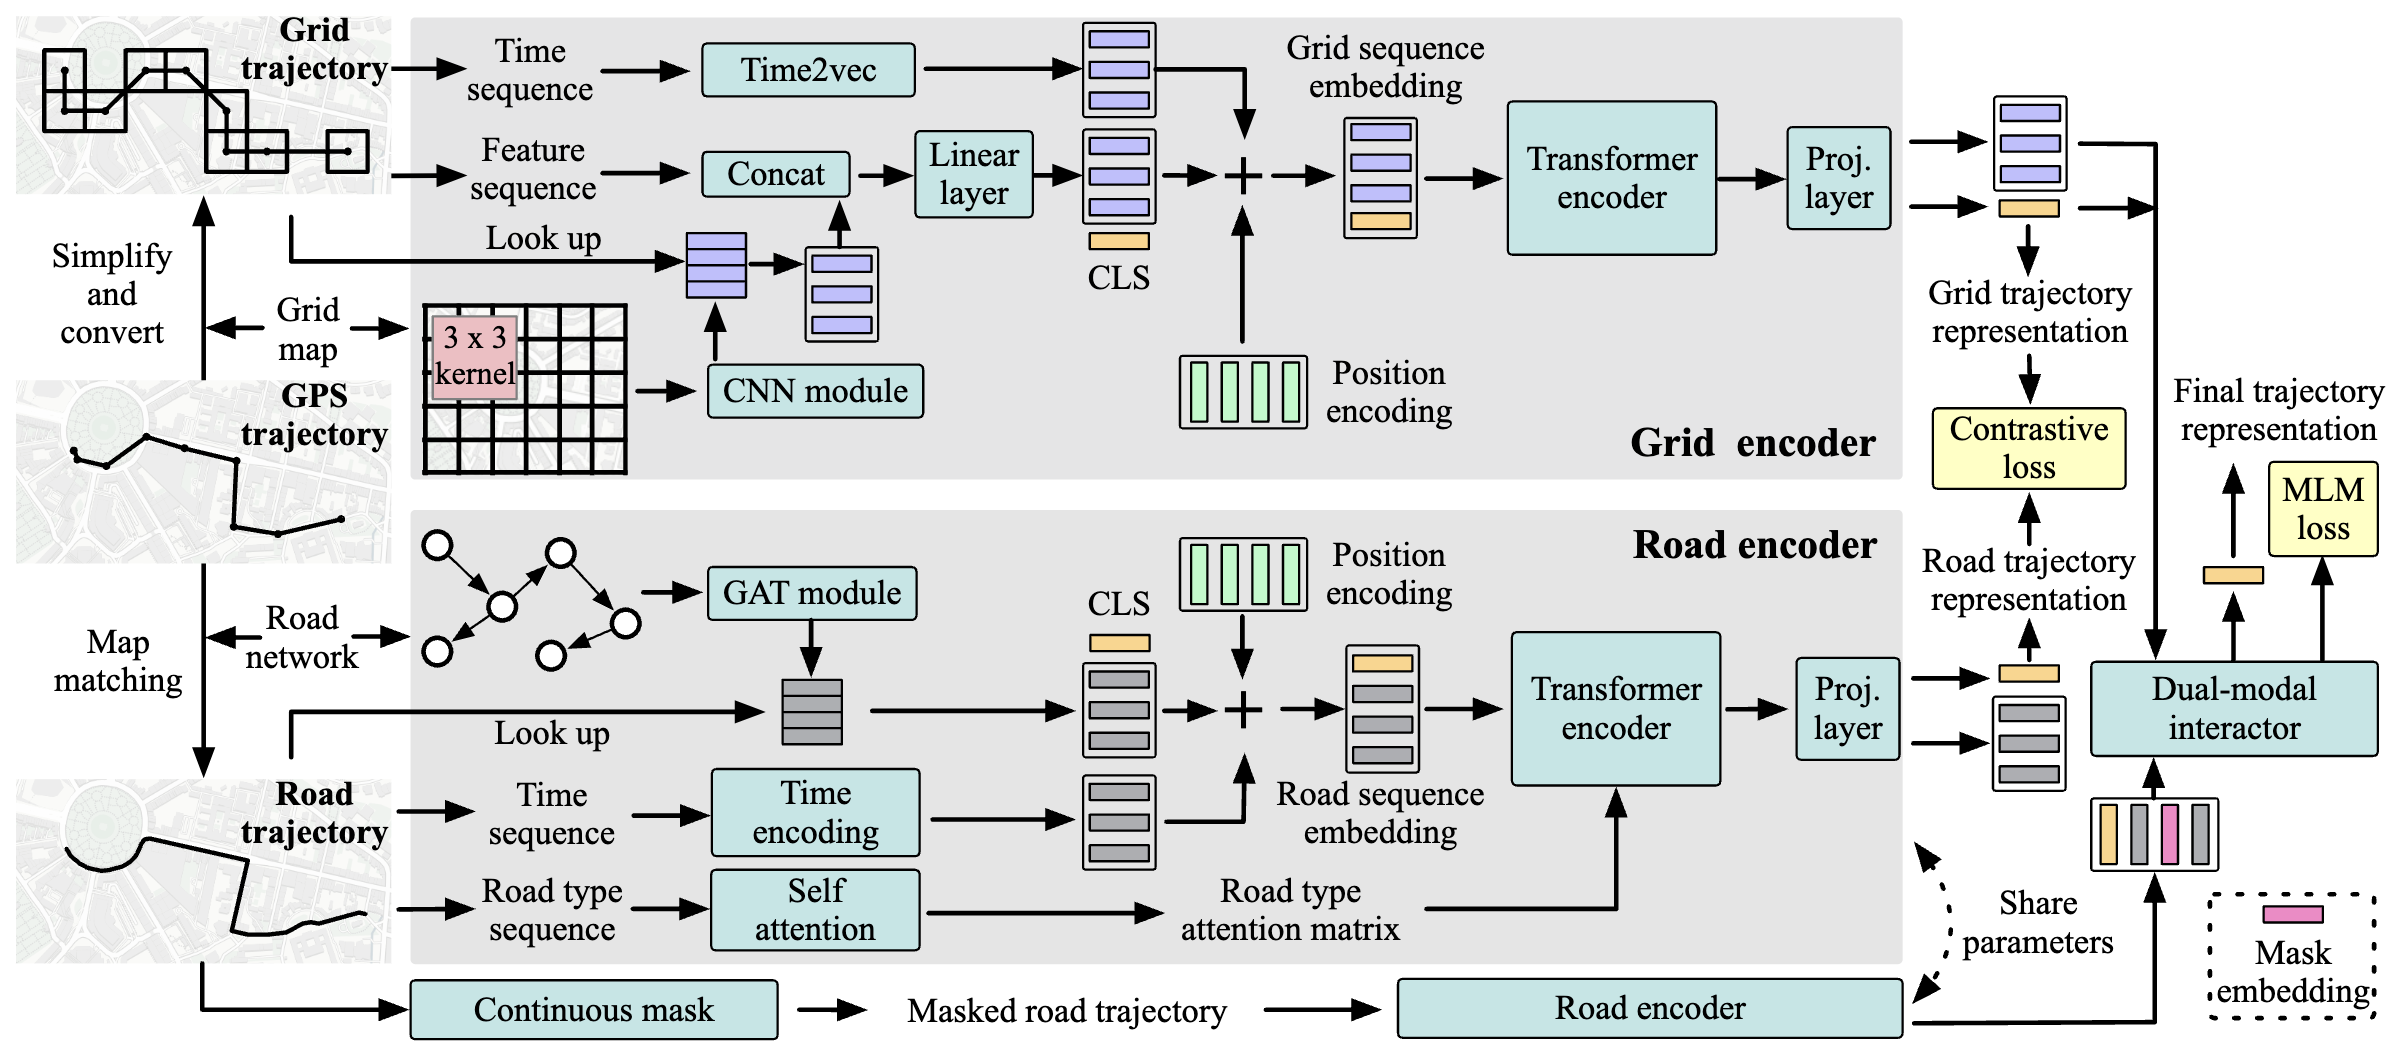 Grid
trajectory
Time
sequence
Time2vec
Grid sequence
embedding
Feature
sequence
Concat
Linear
layer
Transformer
encoder
Proj.
layer
Look up
CLS
Simplify
and
convert
Grid
map
3 x 3
kernel
CNN module
Position
encoding
Grid encoder
Grid trajectory
representation
Contrastive
loss
Final trajectory
representation
MLM
loss
GPS
trajectory
Road encoder
Position
encoding
GAT module
CLS
Road
network
Map
matching
Look up
Transformer
encoder
Proj.
layer
Road trajectory
representation
Dual-modal
interactor
Road
trajectory
Time
sequence
Time
encoding
Road sequence
embedding
Road type
sequence
Self
attention
Road type
attention matrix
Share
parameters
Mask
embedding
Continuous mask
Masked road trajectory
Road encoder